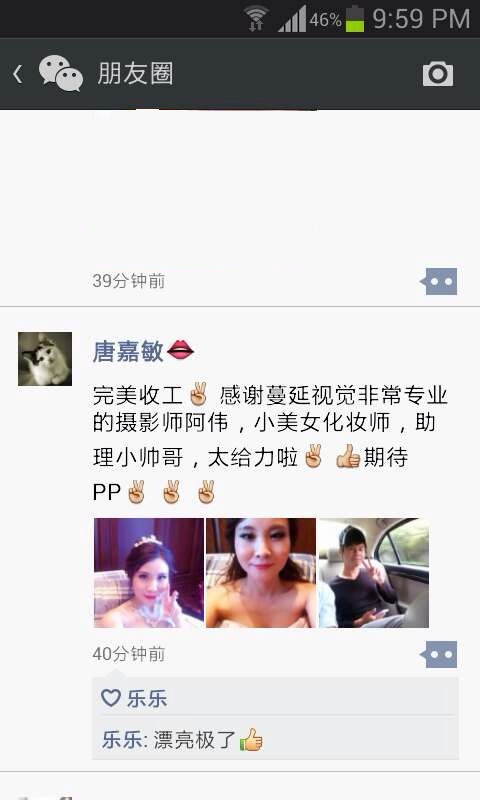 46% 9:59 PM
朋友圈
39分钟前
唐嘉敏👄
完美收工✌ 感谢蔓延视觉非常专业
的摄影师阿伟，小美女化妆师，助
理小帅哥，太给力啦✌ 👍期待
PP✌ ✌ ✌
40分钟前
乐乐
乐乐: 漂亮极了👍